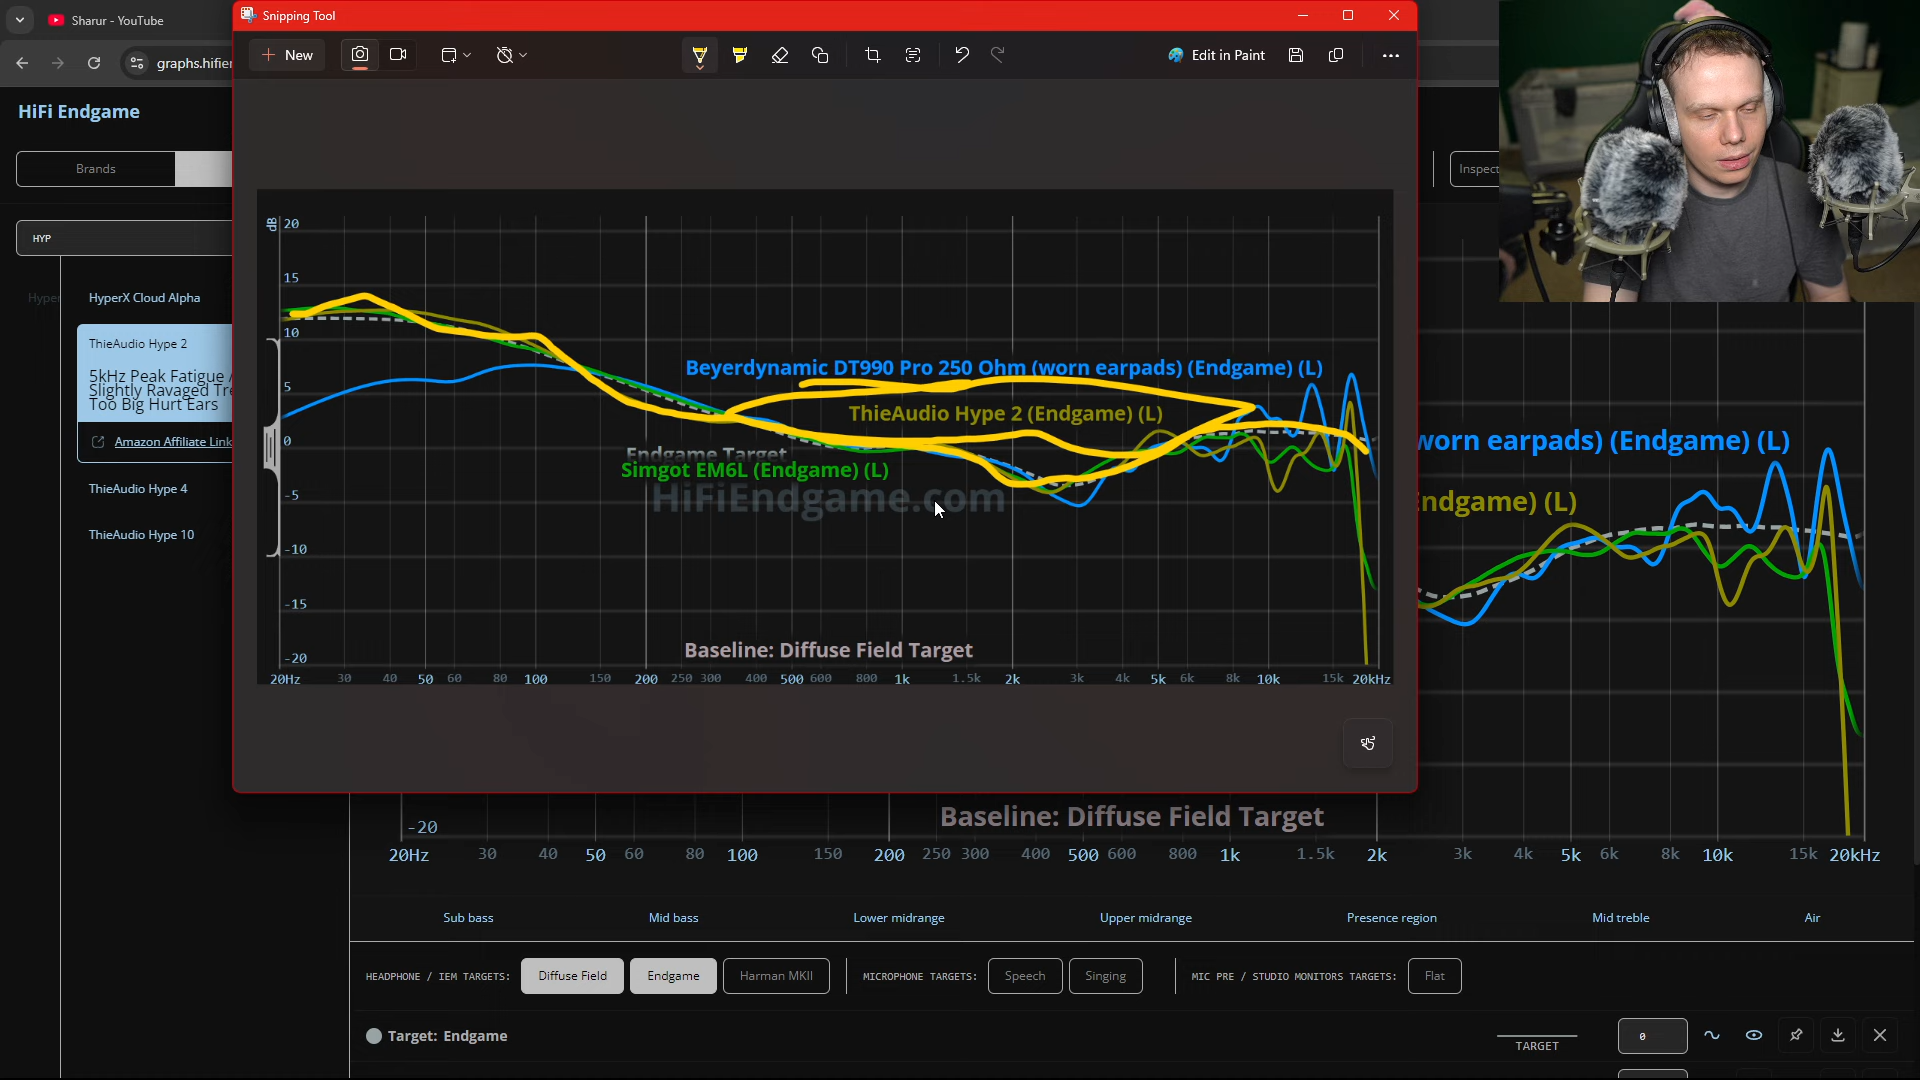 Sharur - YouTube
graphs.hifien
HiFi Endgame
Brands
HYP
Hyper
HyperX Cloud Alpha
ThieAudio Hype 2
5kHz Peak Fatigue /
Slightly Ravaged Tre
Too Big Hurt Ears
Amazon Affiliate Link
ThieAudio Hype 4
ThieAudio Hype 10
Snipping Tool
New
Edit in Paint
dB
20
15
10
5
0
-5
-10
-15
-20
Beyerdynamic DT990 Pro 250 Ohm (worn earpads) (Endgame) (L)
ThieAudio Hype 2 (Endgame) (L)
Endgame Target
Simgot EM6L (Endgame) (L)
HiFiEndgame.com
Baseline: Diffuse Field Target
20Hz 30 40 50 60 80 100 150 200 250 300 400 500 600 800 1k 1.5k 2k 3k 4k 5k 6k 8k 10k 15k 20kHz
Inspect
worn earpads) (Endgame) (L)
ndgame) (L)
Baseline: Diffuse Field Target
-20
20Hz 30 40 50 60 80 100 150 200 250 300 400 500 600 800 1k 1.5k 2k 3k 4k 5k 6k 8k 10k 15k 20kHz
Sub bass Mid bass Lower midrange Upper midrange Presence region Mid treble Air
HEADPHONE / IEM TARGETS: Diffuse Field Endgame Harman MKII MICROPHONE TARGETS: Speech Singing MIC PRE / STUDIO MONITORS TARGETS: Flat
Target: Endgame
TARGET
0